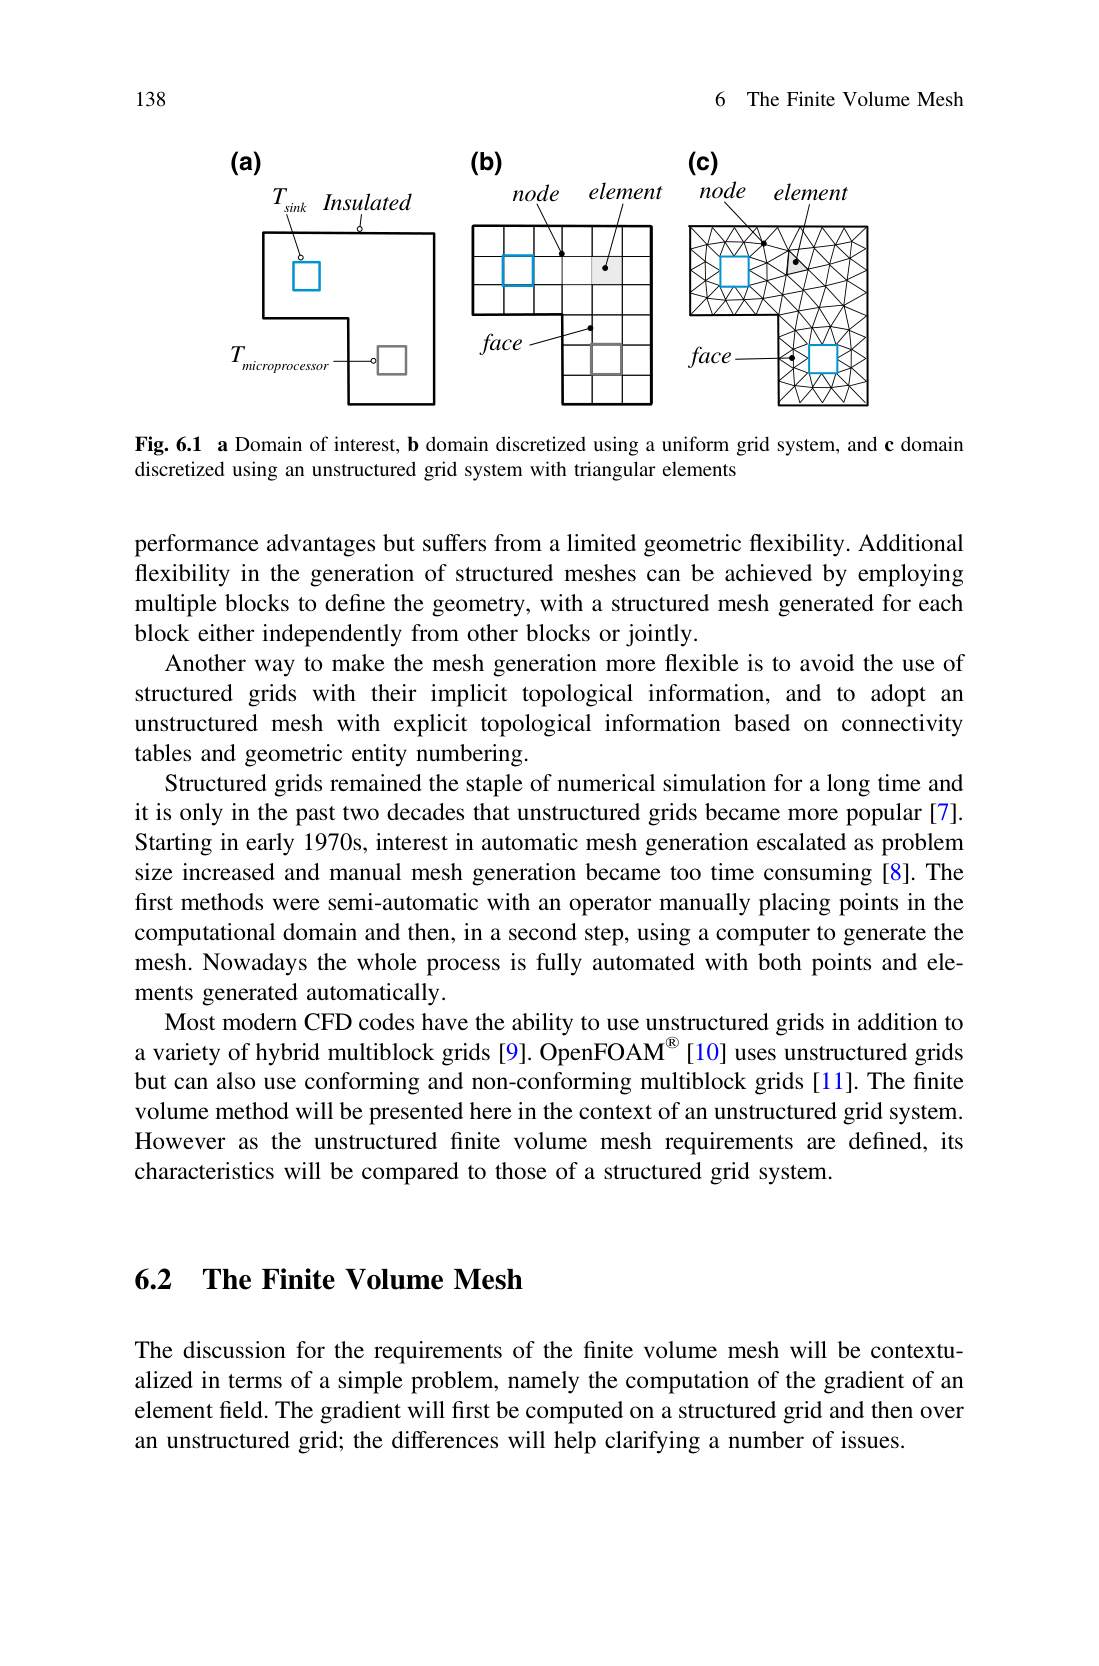 138
6 The Finite Volume Mesh
(a)
(b)
(c)
T_sink Insulated
node element
node element
face
face
T_microprocessor
Fig. 6.1 a Domain of interest, b domain discretized using a uniform grid system, and c domain
discretized using an unstructured grid system with triangular elements
performance advantages but suffers from a limited geometric flexibility. Additional
flexibility in the generation of structured meshes can be achieved by employing
multiple blocks to define the geometry, with a structured mesh generated for each
block either independently from other blocks or jointly.
Another way to make the mesh generation more flexible is to avoid the use of
structured grids with their implicit topological information, and to adopt an
unstructured mesh with explicit topological information based on connectivity
tables and geometric entity numbering.
Structured grids remained the staple of numerical simulation for a long time and
it is only in the past two decades that unstructured grids became more popular [7].
Starting in early 1970s, interest in automatic mesh generation escalated as problem
size increased and manual mesh generation became too time consuming [8]. The
first methods were semi-automatic with an operator manually placing points in the
computational domain and then, in a second step, using a computer to generate the
mesh. Nowadays the whole process is fully automated with both points and ele-
ments generated automatically.
Most modern CFD codes have the ability to use unstructured grids in addition to
a variety of hybrid multiblock grids [9]. OpenFOAM® [10] uses unstructured grids
but can also use conforming and non-conforming multiblock grids [11]. The finite
volume method will be presented here in the context of an unstructured grid system.
However as the unstructured finite volume mesh requirements are defined, its
characteristics will be compared to those of a structured grid system.
6.2 The Finite Volume Mesh
The discussion for the requirements of the finite volume mesh will be contextu-
alized in terms of a simple problem, namely the computation of the gradient of an
element field. The gradient will first be computed on a structured grid and then over
an unstructured grid; the differences will help clarifying a number of issues.